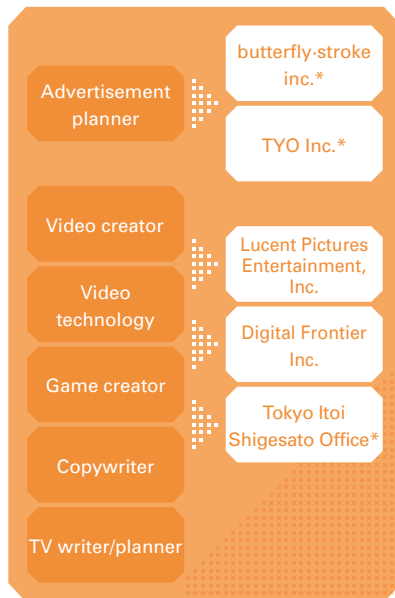 Advertisement
planner
butterfly·stroke
inc.*
TYO Inc.*
Video creator
Video
technology
Game creator
Copywriter
TV writer/planner
Lucent Pictures
Entertainment,
Inc.
Digital Frontier
Inc.
Tokyo Itoi
Shigesato Office*